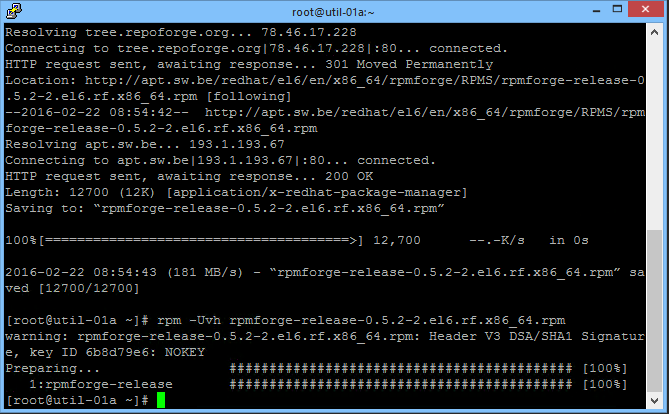 root@util-01a:~
Resolving tree.repoforge.org... 78.46.17.228
Connecting to tree.repoforge.org|78.46.17.228|:80... connected.
HTTP request sent, awaiting response... 301 Moved Permanently
Location: http://apt.sw.be/redhat/el6/en/x86_64/rpmforge/RPMS/rpmforge-release-0
.5.2-2.el6.rf.x86_64.rpm [following]
--2016-02-22 08:54:42--  http://apt.sw.be/redhat/el6/en/x86_64/rpmforge/RPMS/rpm
forge-release-0.5.2-2.el6.rf.x86_64.rpm
Resolving apt.sw.be... 193.1.193.67
Connecting to apt.sw.be|193.1.193.67|:80... connected.
HTTP request sent, awaiting response... 200 OK
Length: 12700 (12K) [application/x-redhat-package-manager]
Saving to: “rpmforge-release-0.5.2-2.el6.rf.x86_64.rpm”
100%[======================================>] 12,700      --.-K/s   in 0s
2016-02-22 08:54:43 (181 MB/s) - “rpmforge-release-0.5.2-2.el6.rf.x86_64.rpm” sa
ved [12700/12700]
[root@util-01a ~]# rpm -Uvh rpmforge-release-0.5.2-2.el6.rf.x86_64.rpm
warning: rpmforge-release-0.5.2-2.el6.rf.x86_64.rpm: Header V3 DSA/SHA1 Signatur
e, key ID 6b8d79e6: NOKEY
Preparing...                ########################################### [100%]
   1:rpmforge-release       ########################################### [100%]
[root@util-01a ~]#